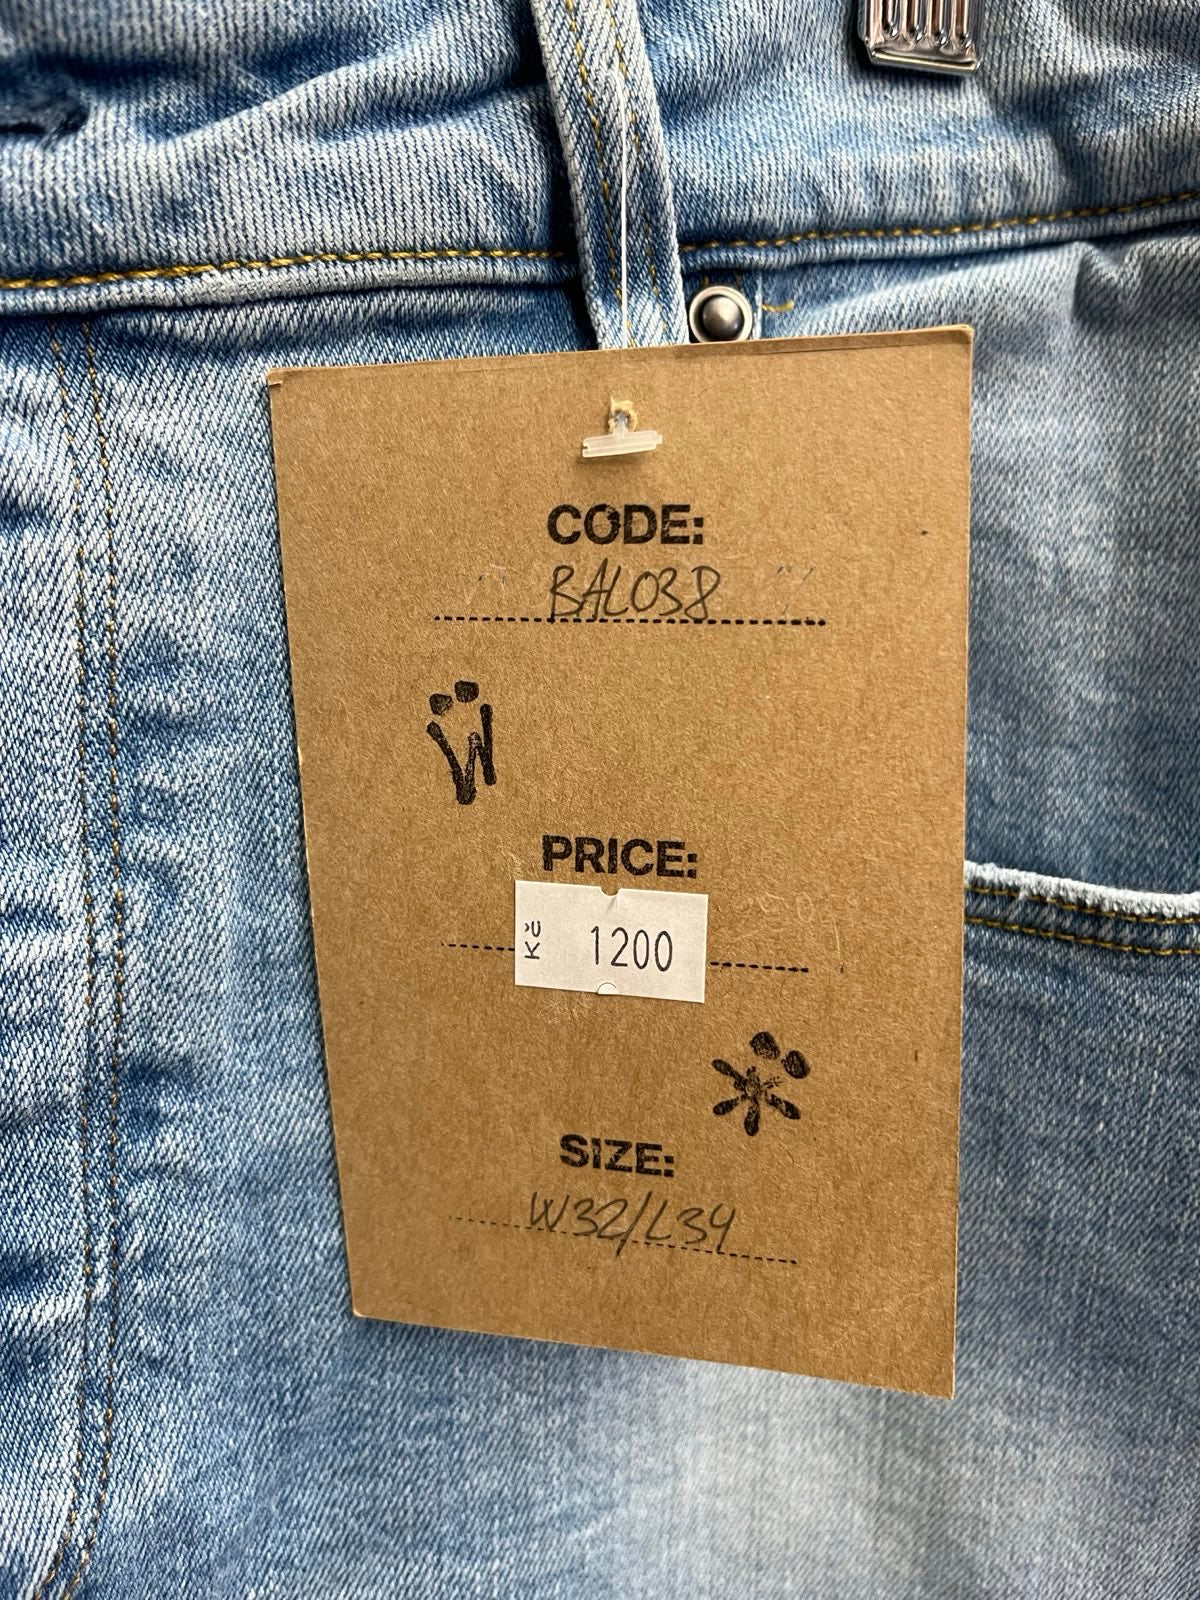 CODE:
BAL038
PRICE:
Kč 1200
SIZE:
W32/L34